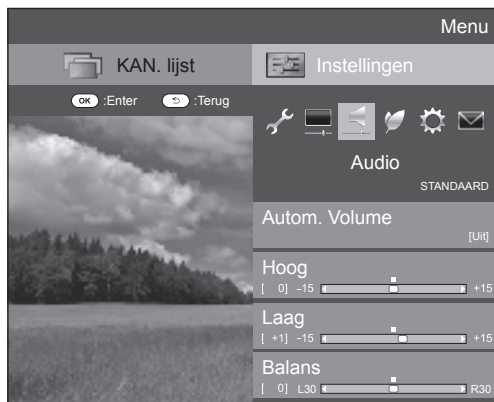 Menu
KAN. lijst
Instellingen
OK :Enter :Terug
Audio
STANDAARD
Autom. Volume
[Uit]
Hoog
[ 0] -15 +15
Laag
[ +1] -15 +15
Balans
[ 0] L30 R30